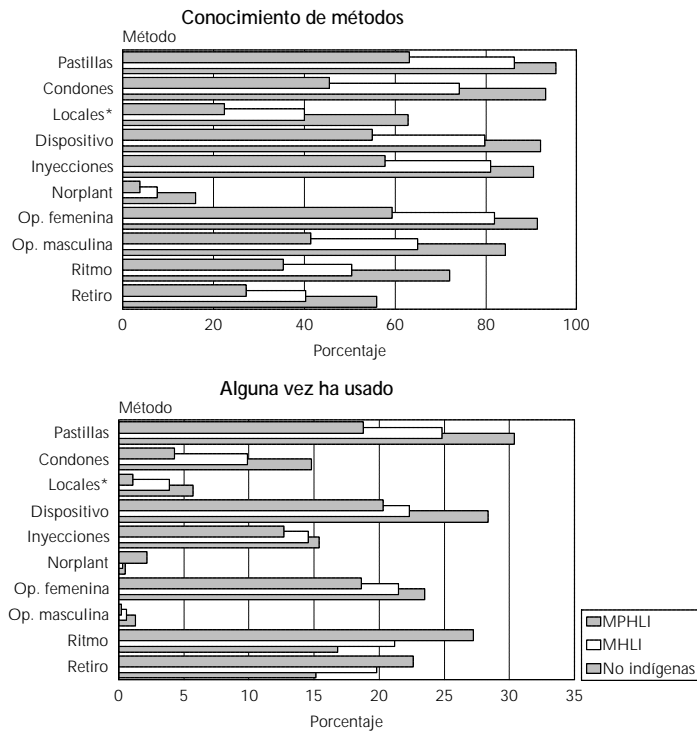 Conocimiento de métodos
Método
Pastillas
Condones
Locales*
Dispositivo
Inyecciones
Norplant
Op. femenina
Op. masculina
Ritmo
Retiro
0 20 40 60 80 100
Porcentaje
Alguna vez ha usado
Método
Pastillas
Condones
Locales*
Dispositivo
Inyecciones
Norplant
Op. femenina
Op. masculina
Ritmo
Retiro
0 5 10 15 20 25 30 35
Porcentaje
MPHLI
MHLI
No indígenas